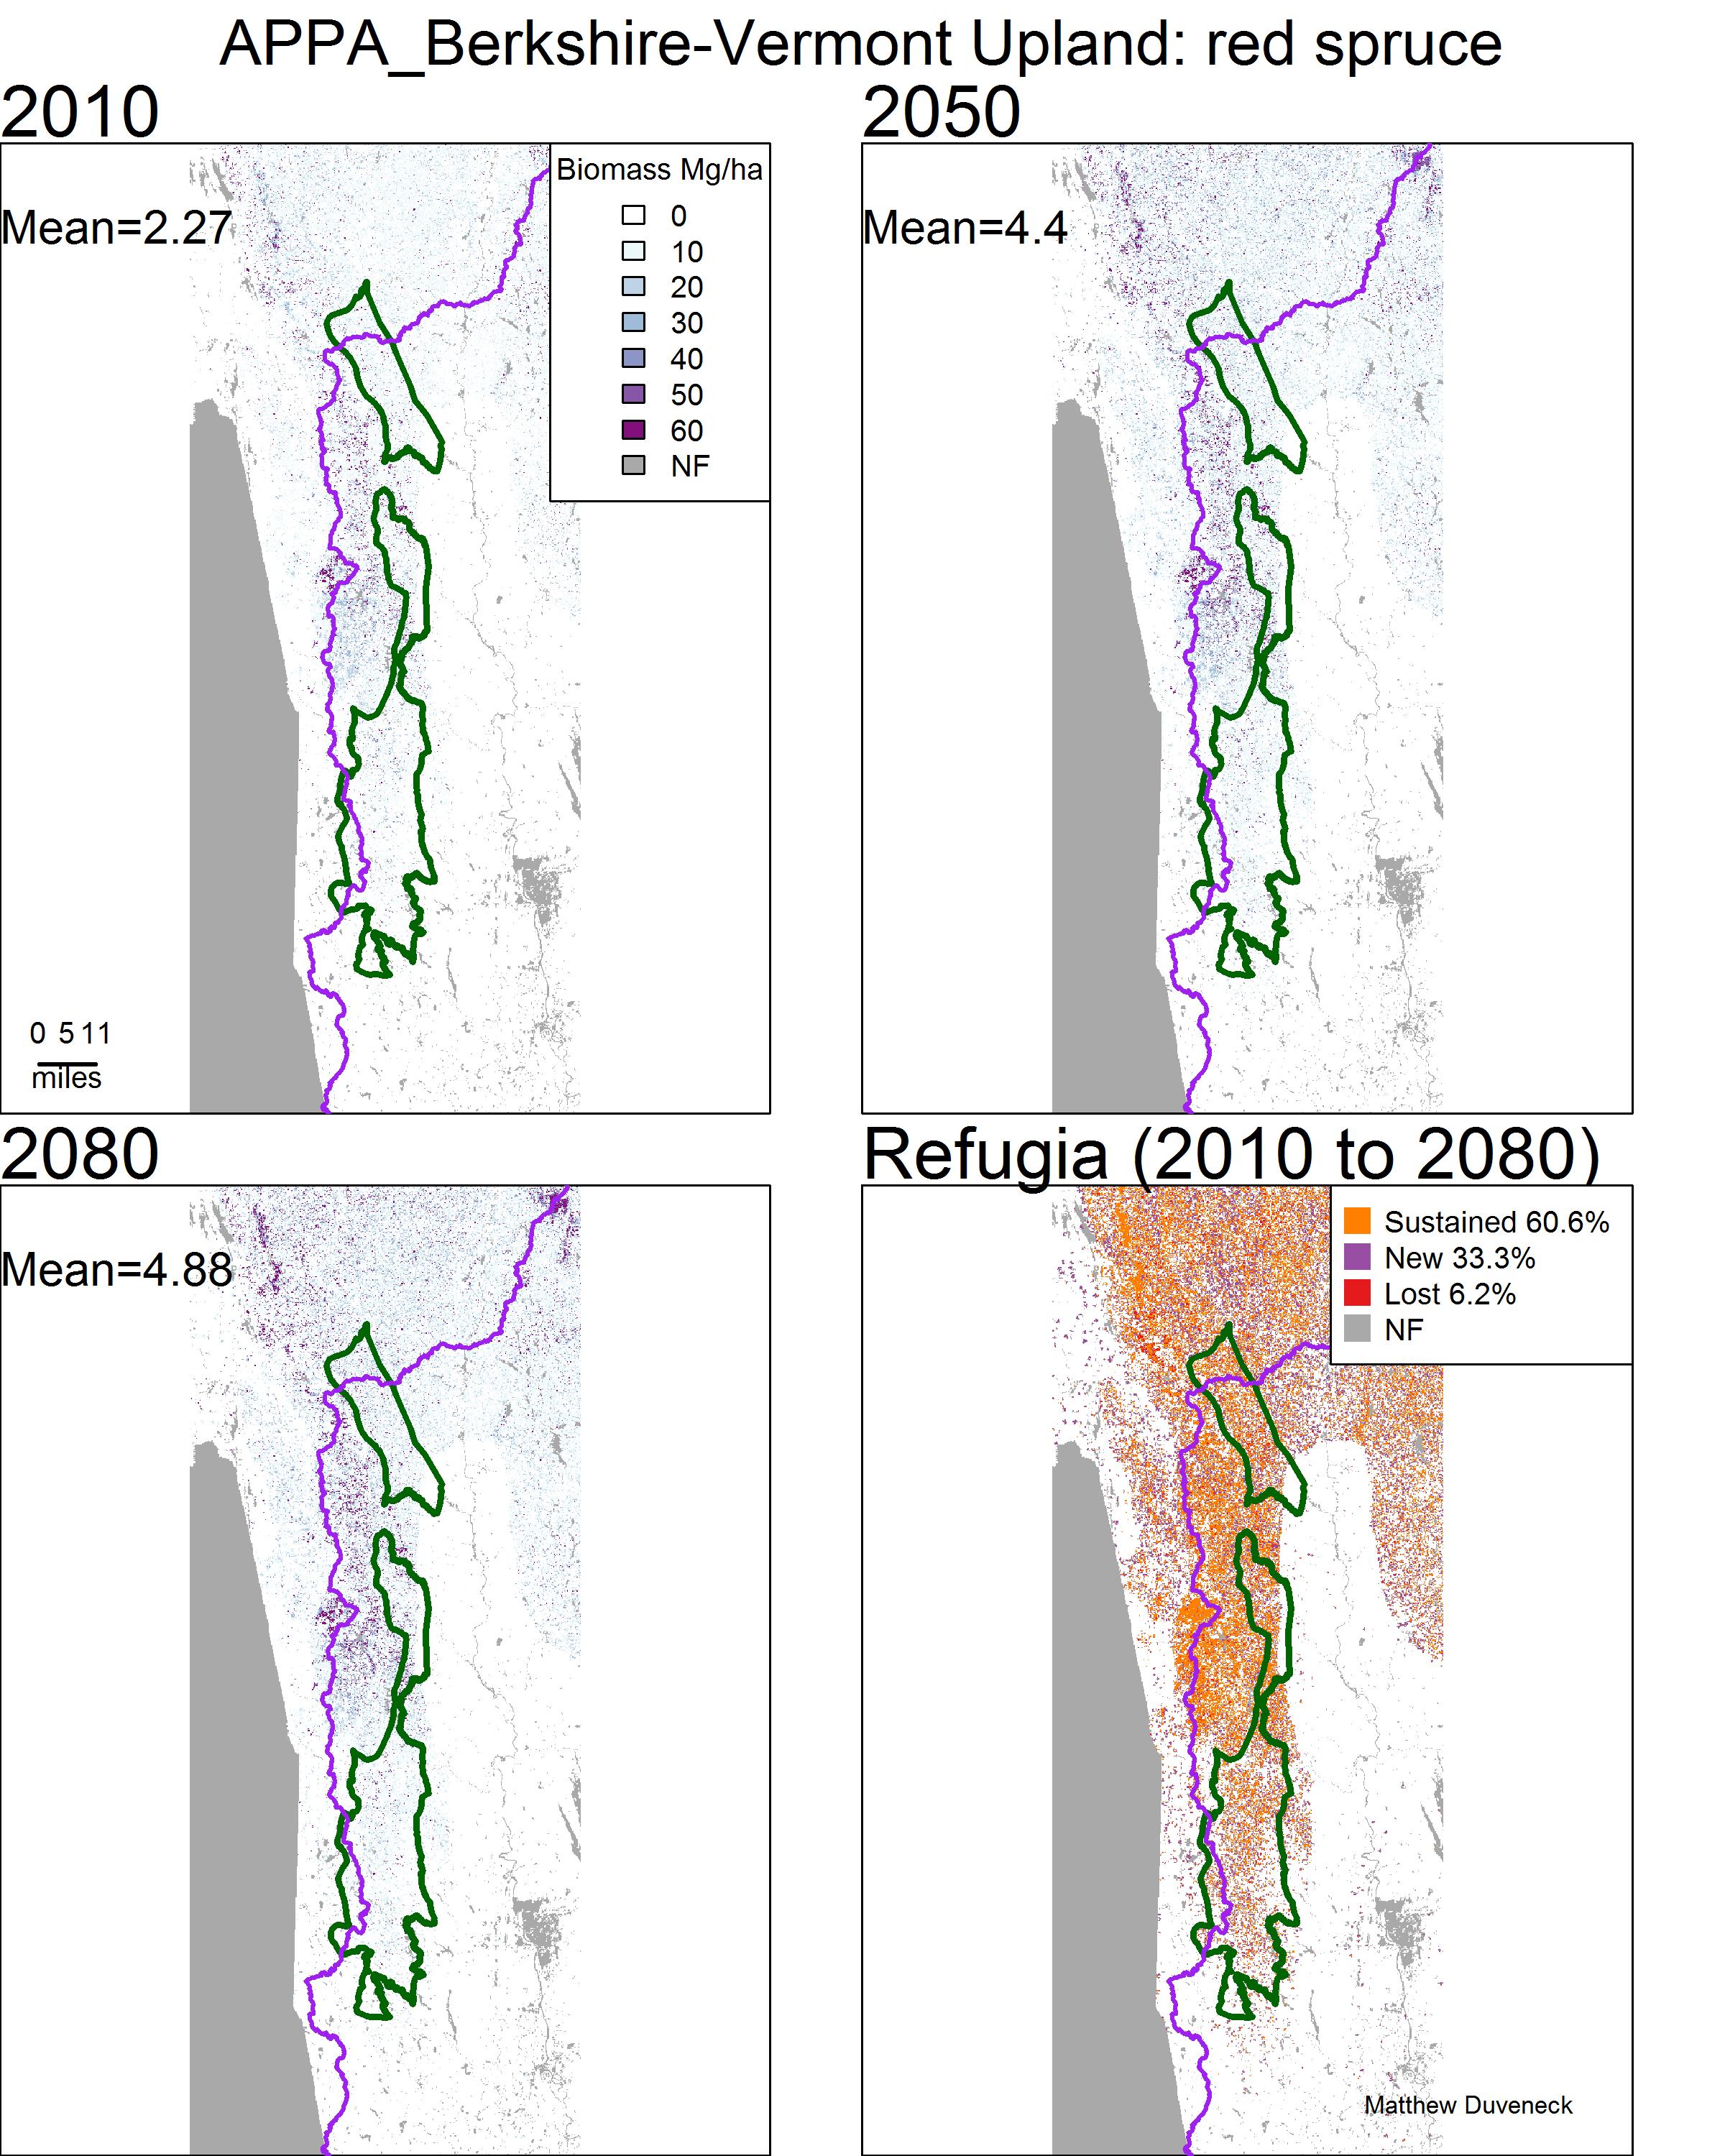 APPA_Berkshire-Vermont Upland: red spruce
2010
Mean=2.27
Biomass Mg/ha
0
10
20
30
40
50
60
NF
0 5 11
miles
2050
Mean=4.4
2080
Mean=4.88
Refugia (2010 to 2080)
Sustained 60.6%
New 33.3%
Lost 6.2%
NF
Matthew Duveneck